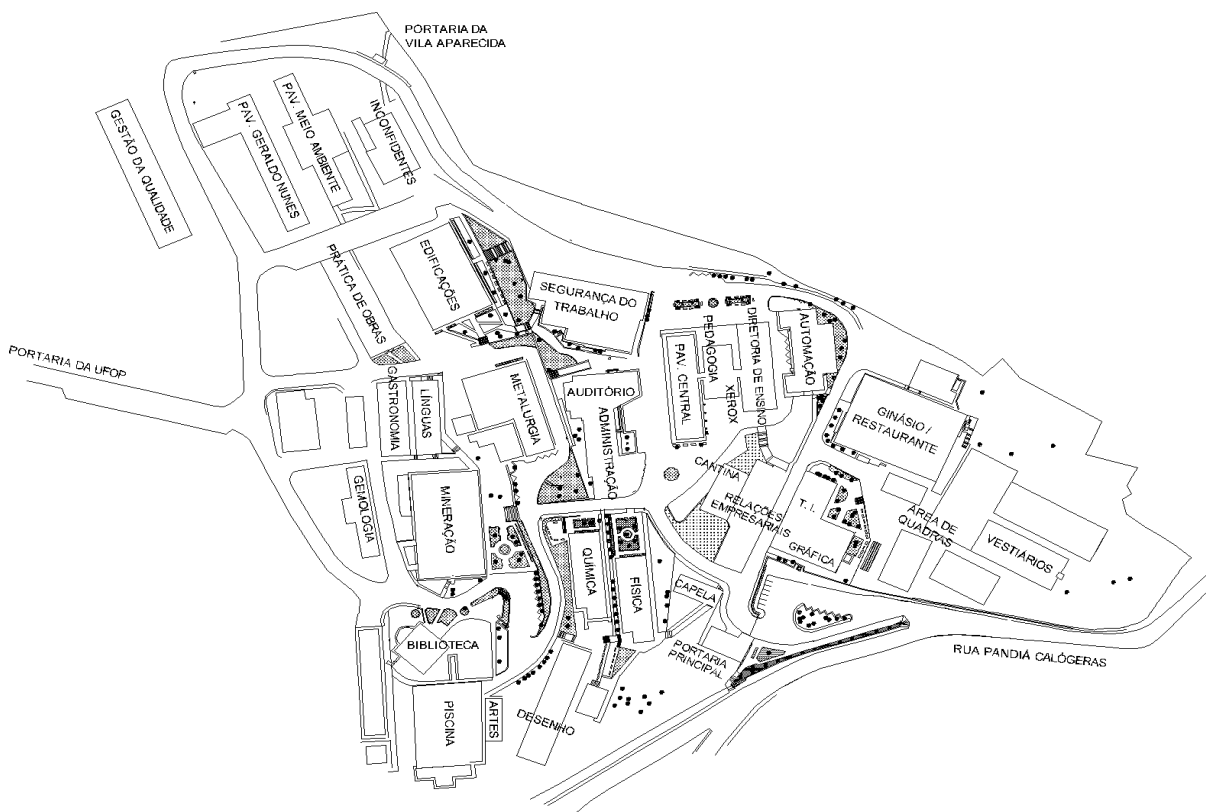 PORTARIA DA
VILA APARECIDA
GESTÃO DA QUALIDADE
PAV. GERALDO NUNES
PAV. MEIO AMBIENTE
INCONFIDENTES
PRÁTICA DE OBRAS
EDIFICAÇÕES
SEGURANÇA DO
TRABALHO
PORTARIA DA UFOP
GASTRONOMIA
LÍNGUAS
METALURGIA
AUDITÓRIO
ADMINISTRAÇÃO
PAV. CENTRAL
PEDAGOGIA
XEROX
DIRETORIA DE ENSINO
AUTOMAÇÃO
GINÁSIO /
RESTAURANTE
GEMOLOGIA
MINERAÇÃO
CANTINA
RELAÇÕES
EMPRESARIAIS
T. I.
GRÁFICA
ÁREA DE
QUADRAS
VESTIÁRIOS
QUÍMICA
FÍSICA
CAPELA
BIBLIOTECA
PORTARIA
PRINCIPAL
RUA PANDIÁ CALÓGERAS
PISCINA
ARTES
DESENHO